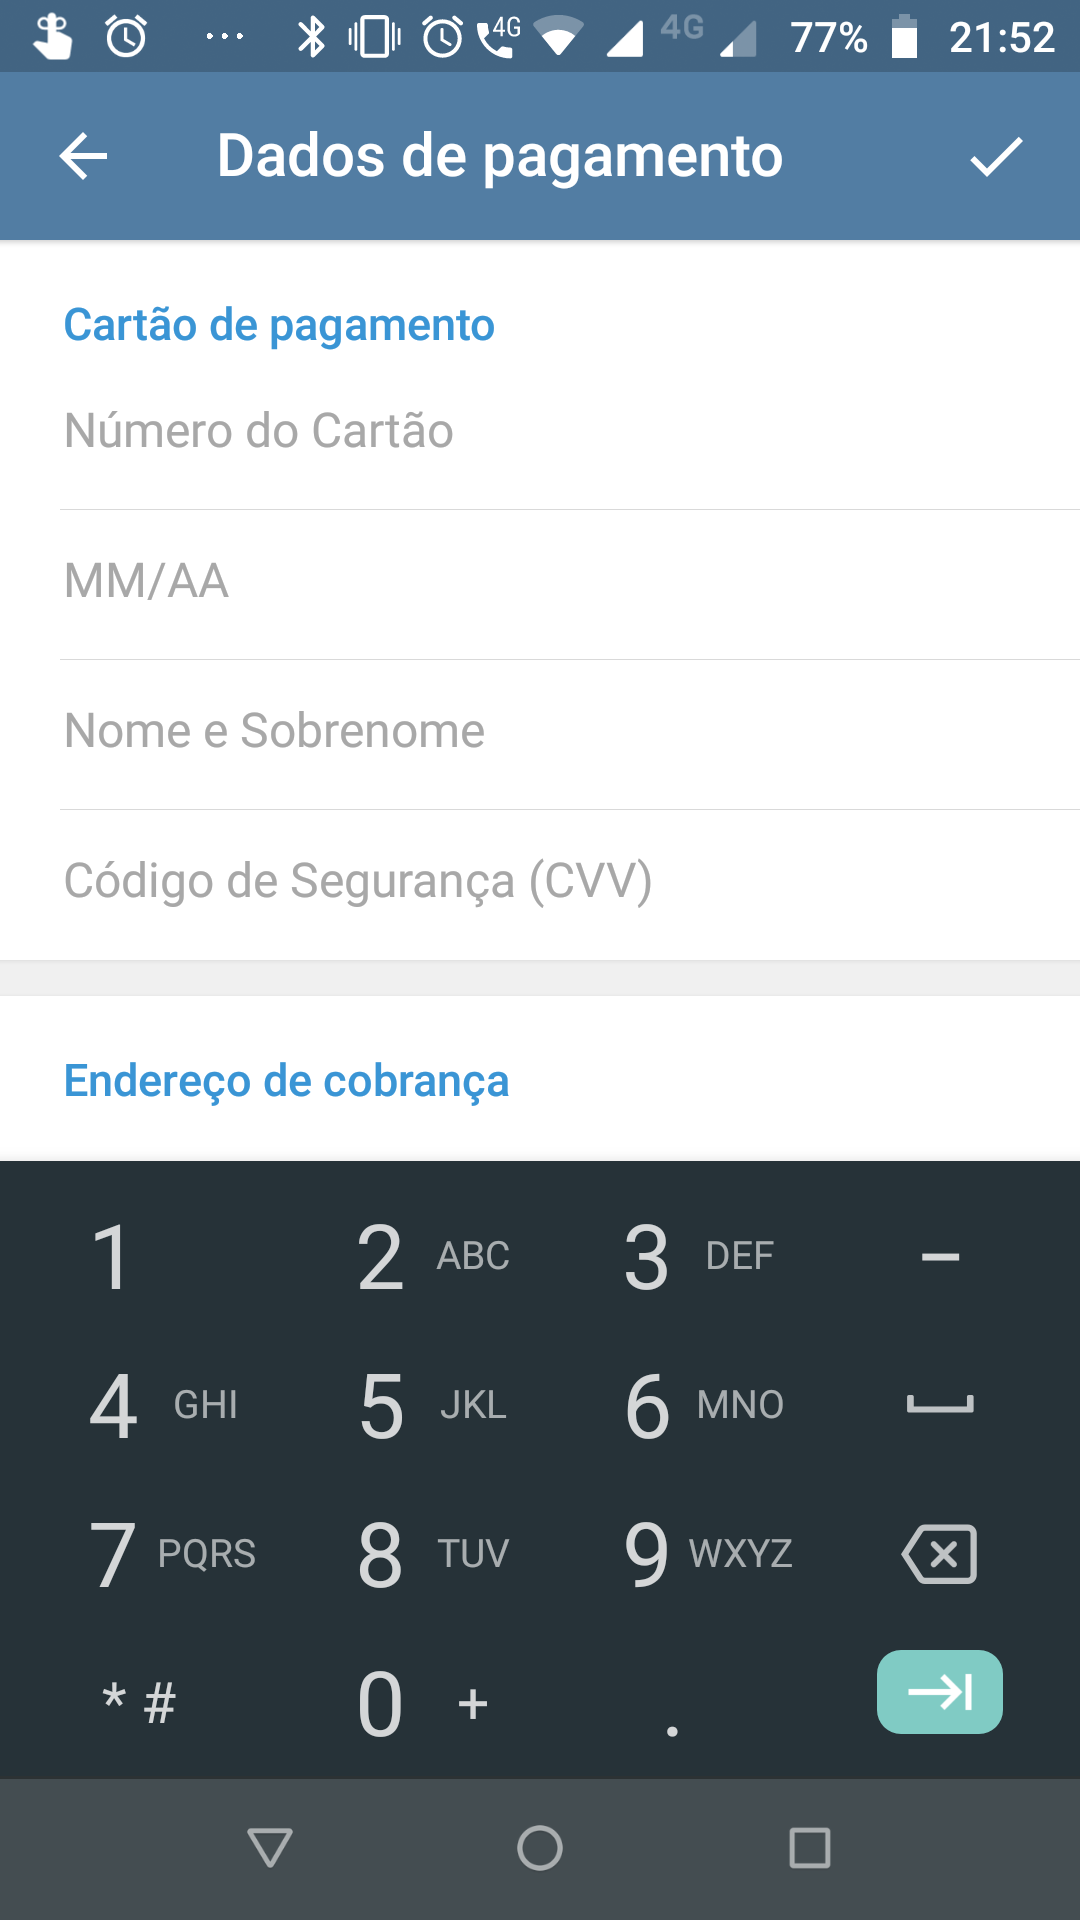 4G 4G 77% 21:52
Dados de pagamento
Cartão de pagamento
Número do Cartão
MM/AA
Nome e Sobrenome
Código de Segurança (CVV)
Endereço de cobrança
1 2 ABC 3 DEF –
4 GHI 5 JKL 6 MNO
7 PQRS 8 TUV 9 WXYZ
* # 0 + .